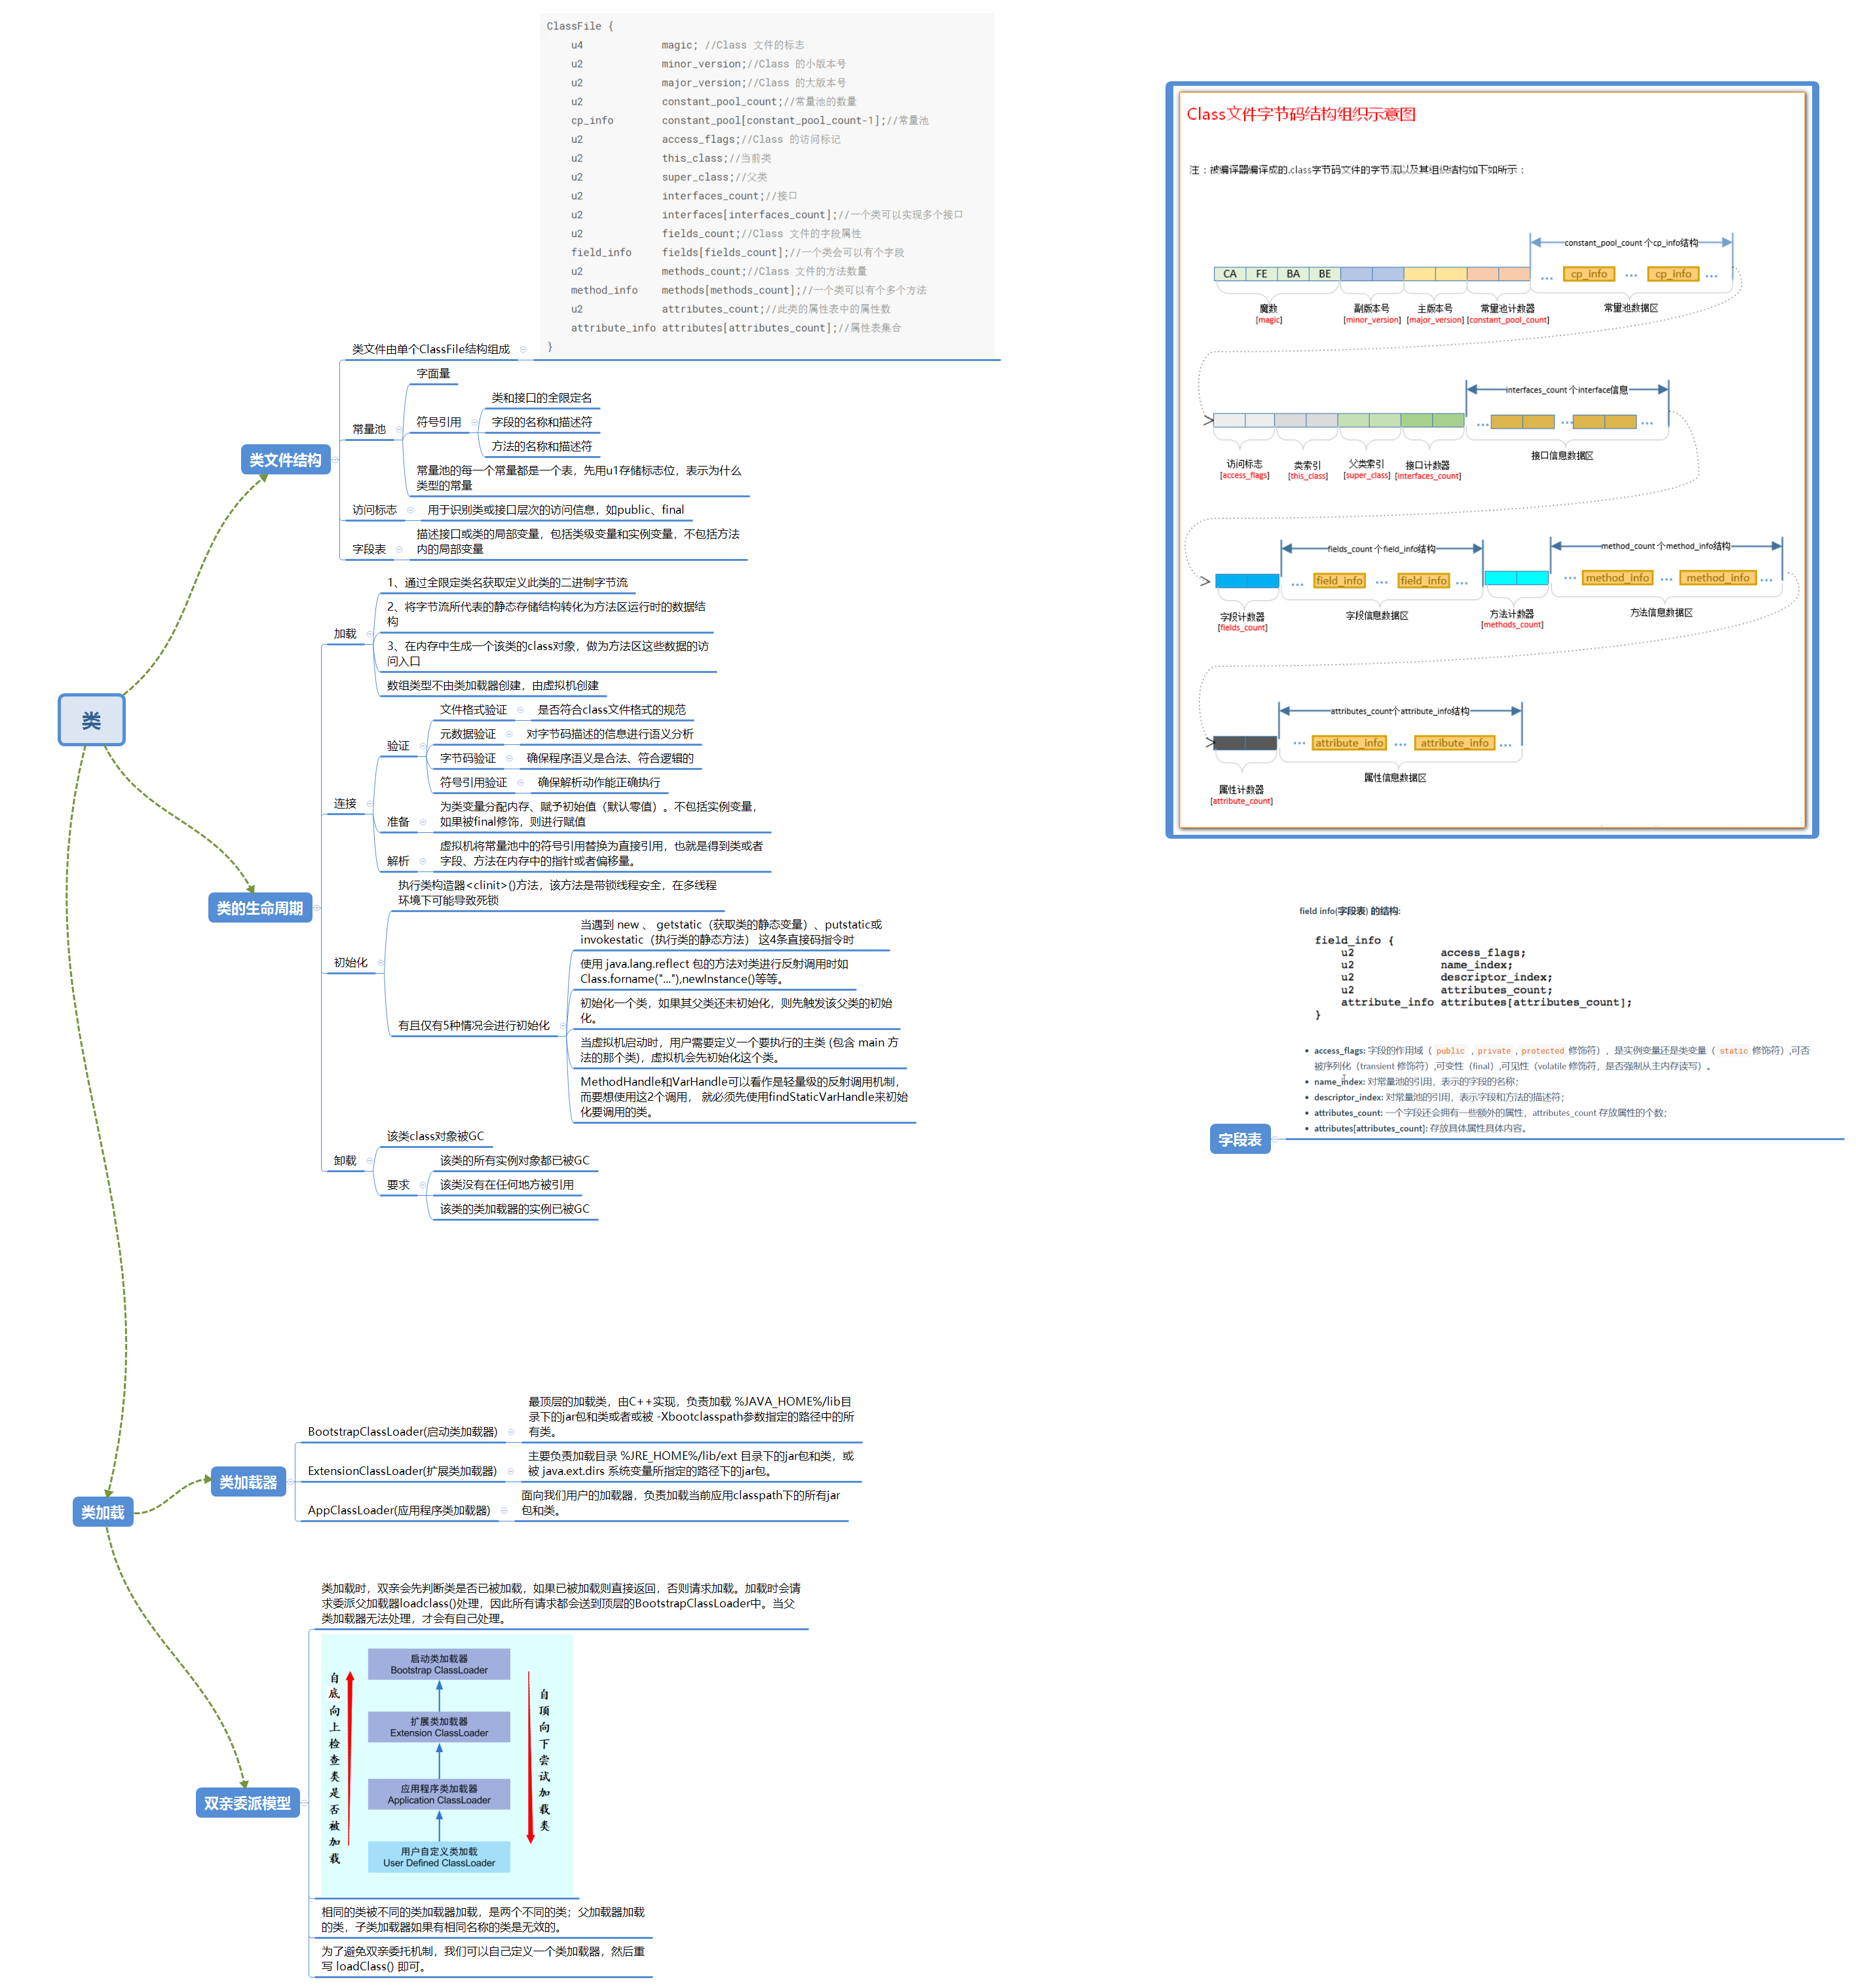 ClassFile {
u4 magic; //Class 文件的标志
u2 minor_version;//Class 的小版本号
u2 major_version;//Class 的大版本号
u2 constant_pool_count;//常量池的数量
cp_info constant_pool[constant_pool_count-1];//常量池
u2 access_flags;//Class 的访问标记
u2 this_class;//当前类
u2 super_class;//父类
u2 interfaces_count;//接口
u2 interfaces[interfaces_count];//一个类可以实现多个接口
u2 fields_count;//Class 文件的字段属性
field_info fields[fields_count];//一个类会可以有个字段
u2 methods_count;//Class 文件的方法数量
method_info methods[methods_count];//一个类可以有个多个方法
u2 attributes_count;//此类的属性表中的属性数
attribute_info attributes[attributes_count];//属性表集合
}
类文件由单个ClassFile结构组成
字面量
类和接口的全限定名
常量池
符号引用
字段的名称和描述符
方法的名称和描述符
类文件结构
常量池的每一个常量都是一个表，先用u1存储标志位，表示为什么
类型的常量
访问标志
用于识别类或接口层次的访问信息，如public、final
字段表
描述接口或类的局部变量，包括类级变量和实例变量，不包括方法
内的局部变量
1、通过全限定类名获取定义此类的二进制字节流
2、将字节流所代表的静态存储结构转化为方法区运行时的数据结
构
加载
3、在内存中生成一个该类的class对象，做为方法区这些数据的访
问入口
数组类型不由类加载器创建，由虚拟机创建
类
文件格式验证
是否符合class文件格式的规范
元数据验证
对字节码描述的信息进行语义分析
验证
字节码验证
确保程序语义是合法、符合逻辑的
符号引用验证
确保解析动作能正确执行
连接
准备
为类变量分配内存、赋予初始值（默认零值）。不包括实例变量，
如果被final修饰，则进行赋值
解析
虚拟机将常量池中的符号引用替换为直接引用，也就是得到类或者
字段、方法在内存中的指针或者偏移量。
类的生命周期
执行类构造器<clinit>()方法，该方法是带锁线程安全，在多线程
环境下可能导致死锁
初始化
当遇到 new 、 getstatic（获取类的静态变量）、putstatic或
invokestatic（执行类的静态方法） 这4条直接码指令时
使用 java.lang.reflect 包的方法对类进行反射调用时如
Class.forname("..."),newInstance()等等。
初始化一个类，如果其父类还未初始化，则先触发该父类的初始
化。
有且仅有5种情况会进行初始化
当虚拟机启动时，用户需要定义一个要执行的主类 (包含 main 方
法的那个类)，虚拟机会先初始化这个类。
MethodHandle和VarHandle可以看作是轻量级的反射调用机制，
而要想使用这2个调用， 就必须先使用findStaticVarHandle来初始
化要调用的类。
该类class对象被GC
卸载
该类的所有实例对象都已被GC
要求
该类没有在任何地方被引用
该类的类加载器的实例已被GC
BootstrapClassLoader(启动类加载器)
最顶层的加载类，由C++实现，负责加载 %JAVA_HOME%/lib目
录下的jar包和类或者或被 -Xbootclasspath参数指定的路径中的所
有类。
类加载器
ExtensionClassLoader(扩展类加载器)
主要负责加载目录 %JRE_HOME%/lib/ext 目录下的jar包和类，或
被 java.ext.dirs 系统变量所指定的路径下的jar包。
AppClassLoader(应用程序类加载器)
面向我们用户的加载器，负责加载当前应用classpath下的所有jar
包和类。
类加载
类加载时，双亲会先判断类是否已被加载，如果已被加载则直接返回，否则请求加载。加载时会请
求委派父加载器loadclass()处理，因此所有请求都会送到顶层的BootstrapClassLoader中。当父
类加载器无法处理，才会有自己处理。
启动类加载器
Bootstrap ClassLoader
扩展类加载器
Extension ClassLoader
应用程序类加载器
Application ClassLoader
用户自定义类加载
User Defined ClassLoader
自底向上检查类是否被加载
自顶向下尝试加载类
双亲委派模型
相同的类被不同的类加载器加载，是两个不同的类；父加载器加载
的类，子类加载器如果有相同名称的类是无效的。
为了避免双亲委托机制，我们可以自己定义一个类加载器，然后重
写 loadClass() 即可。
Class文件字节码结构组织示意图
注：被编译器编译成的.class字节码文件的字节流以及其组织结构如下如所示：
constant_pool_count 个cp_info结构
CA FE BA BE ... cp_info ... cp_info ...
魔数 副版本号 主版本号 常量池计数器 常量池数据区
[magic] [minor_version] [major_version] [constant_pool_count]
interfaces_count 个interface信息
... ... ...
访问标志 类索引 父类索引 接口计数器 接口信息数据区
[access_flags] [this_class] [super_class] [interfaces_count]
fields_count 个field_info结构 method_count 个method_info结构
... field_info ... field_info ... ... method_info ... method_info ...
字段计数器 字段信息数据区 方法计数器 方法信息数据区
[fields_count] [methods_count]
attributes_count个attribute_info结构
... attribute_info ... attribute_info ...
属性计数器 属性信息数据区
[attribute_count]
field info(字段表) 的结构:
field_info {
u2 access_flags;
u2 name_index;
u2 descriptor_index;
u2 attributes_count;
attribute_info attributes[attributes_count];
}
• access_flags: 字段的作用域（ public , private , protected 修饰符），是实例变量还是类变量（ static 修饰符）,可否
被序列化（transient 修饰符）,可变性（final）,可见性（volatile 修饰符，是否强制从主内存读写）。
• name_index: 对常量池的引用，表示的字段的名称；
• descriptor_index: 对常量池的引用，表示字段和方法的描述符；
• attributes_count: 一个字段还会拥有一些额外的属性，attributes_count 存放属性的个数；
• attributes[attributes_count]: 存放具体属性具体内容。
字段表